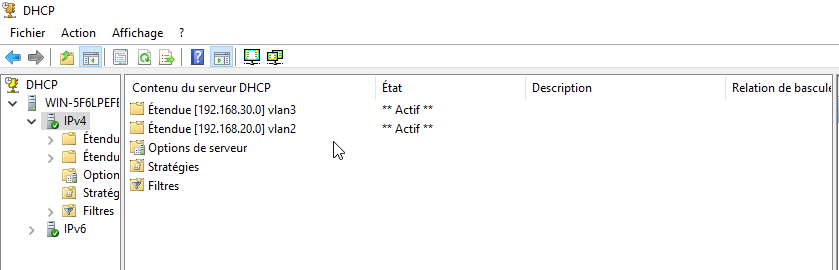 DHCP
Fichier Action Affichage ?
DHCP
WIN-5F6LPEFE
IPv4
Étendue
Étendue
Option
Stratég
Filtres
IPv6
Contenu du serveur DHCP État Description Relation de bascule
Étendue [192.168.30.0] vlan3 ** Actif **
Étendue [192.168.20.0] vlan2 ** Actif **
Options de serveur
Stratégies
Filtres